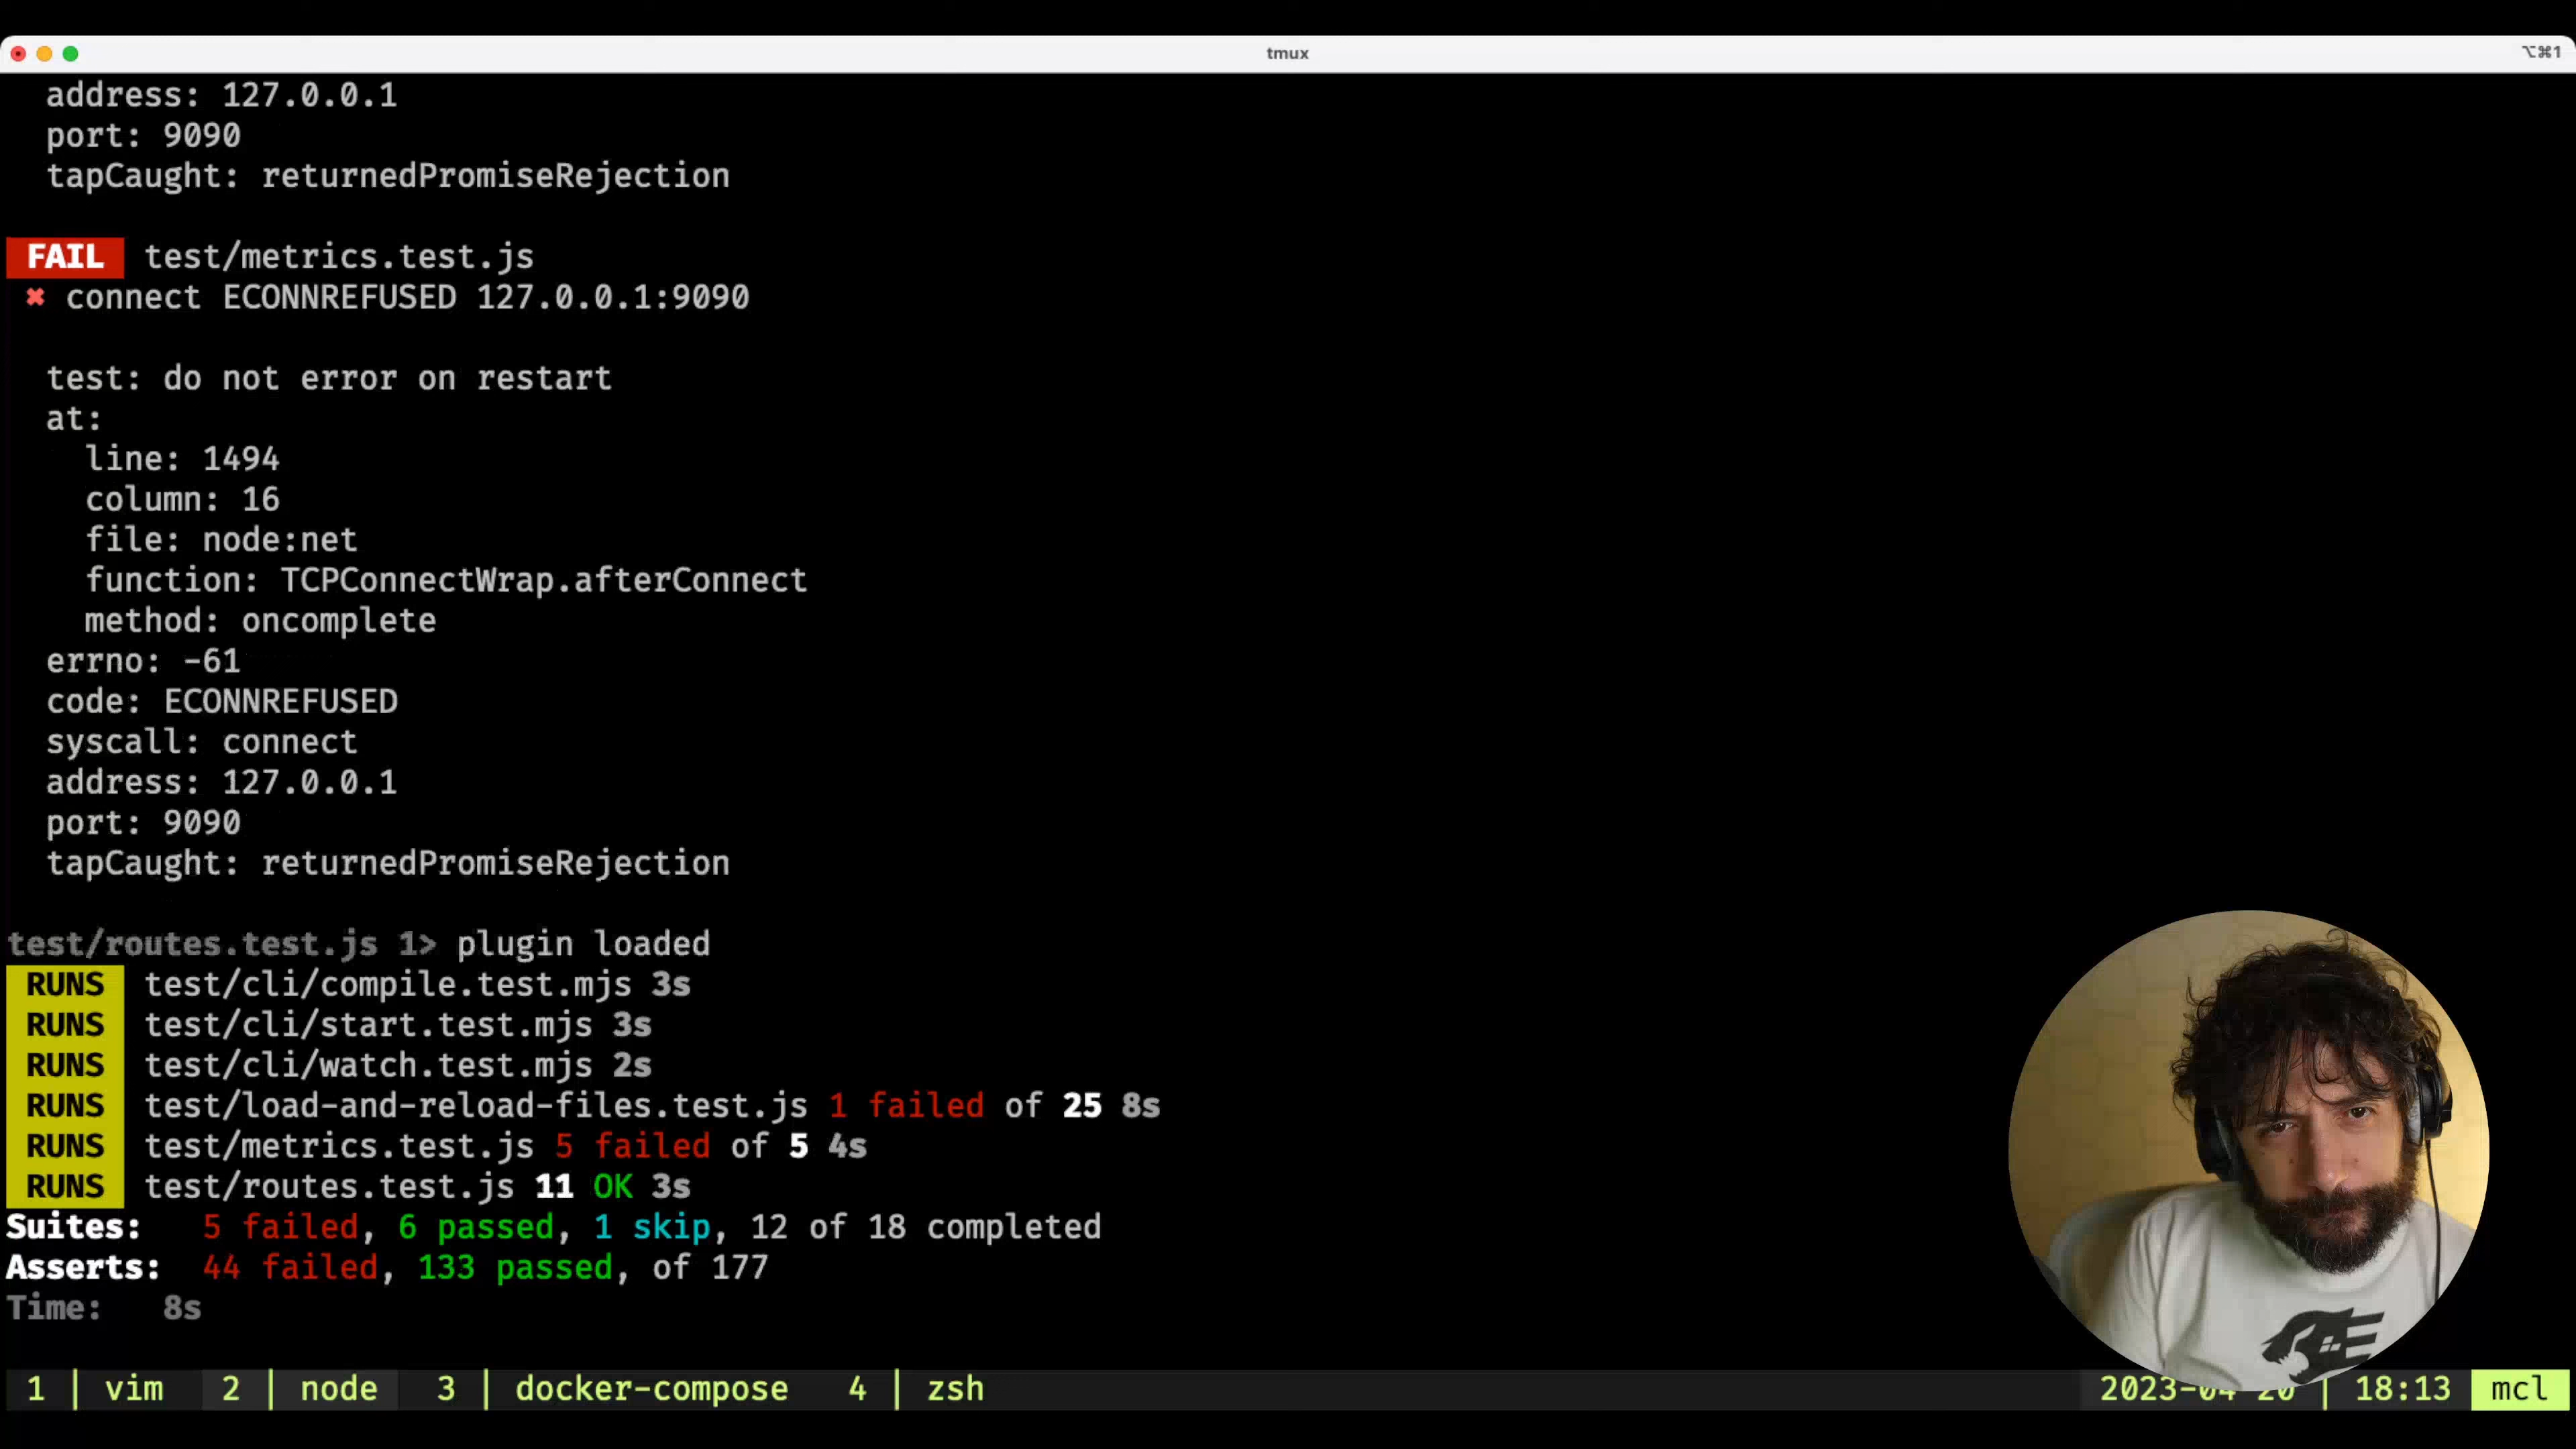 tmux
⌥⌘1
address: 127.0.0.1
port: 9090
tapCaught: returnedPromiseRejection
FAIL test/metrics.test.js
✖ connect ECONNREFUSED 127.0.0.1:9090
test: do not error on restart
at:
line: 1494
column: 16
file: node:net
function: TCPConnectWrap.afterConnect
method: oncomplete
errno: -61
code: ECONNREFUSED
syscall: connect
address: 127.0.0.1
port: 9090
tapCaught: returnedPromiseRejection
test/routes.test.js 1> plugin loaded
RUNS test/cli/compile.test.mjs 3s
RUNS test/cli/start.test.mjs 3s
RUNS test/cli/watch.test.mjs 2s
RUNS test/load-and-reload-files.test.js 1 failed of 25 8s
RUNS test/metrics.test.js 5 failed of 5 4s
RUNS test/routes.test.js 11 OK 3s
Suites: 5 failed, 6 passed, 1 skip, 12 of 18 completed
Asserts: 44 failed, 133 passed, of 177
Time: 8s
1 | vim 2 | node 3 | docker-compose 4 | zsh 2023-04-20 | 18:13 mcl